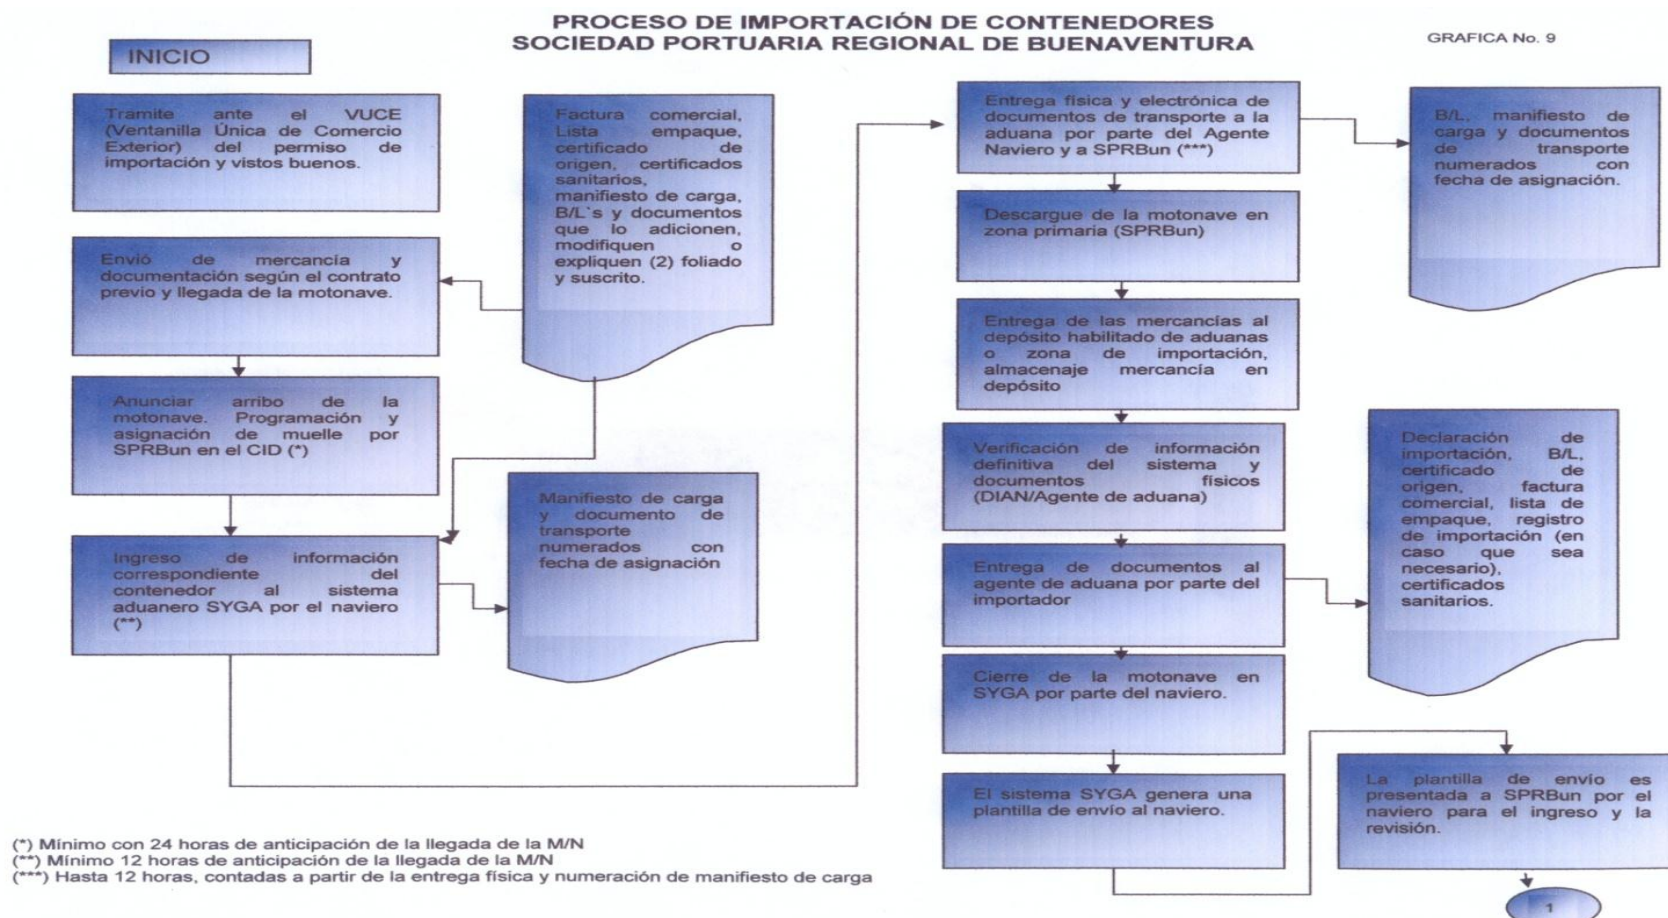 PROCESO DE IMPORTACIÓN DE CONTENEDORES
SOCIEDAD PORTUARIA REGIONAL DE BUENAVENTURA
GRAFICA No. 9
INICIO
Tramite ante el VUCE
(Ventanilla Única de Comercio
Exterior) del permiso de
importación y vistos buenos.
Factura comercial,
Lista empaque,
certificado de
origen, certificados
sanitarios,
manifiesto de carga,
B/L`s y documentos
que lo adicionen,
modifiquen o
expliquen (2) foliado
y suscrito.
Envió de mercancía y
documentación según el contrato
previo y llegada de la motonave.
Anunciar arribo de la
motonave. Programación y
asignación de muelle por
SPRBun en el CID (*)
Ingreso de información
correspondiente del
contenedor al sistema
aduanero SYGA por el naviero
(**)
Manifiesto de carga
y documento de
transporte
numerados con
fecha de asignación
Entrega física y electrónica de
documentos de transporte a la
aduana por parte del Agente
Naviero y a SPRBun (***)
B/L, manifiesto de
carga y documentos
de transporte
numerados con
fecha de asignación.
Descargue de la motonave en
zona primaria (SPRBun)
Entrega de las mercancías al
depósito habilitado de aduanas
o zona de importación,
almacenaje mercancía en
depósito
Verificación de información
definitiva del sistema y
documentos físicos
(DIAN/Agente de aduana)
Entrega de documentos al
agente de aduana por parte del
importador
Declaración de
importación, B/L,
certificado de
origen, factura
comercial, lista de
empaque, registro
de importación (en
caso que sea
necesario),
certificados
sanitarios.
Cierre de la motonave en
SYGA por parte del naviero.
El sistema SYGA genera una
plantilla de envío al naviero.
La plantilla de envío es
presentada a SPRBun por el
naviero para el ingreso y la
revisión.
1
(*) Mínimo con 24 horas de anticipación de la llegada de la M/N
(**) Mínimo 12 horas de anticipación de la llegada de la M/N
(***) Hasta 12 horas, contadas a partir de la entrega física y numeración de manifiesto de carga